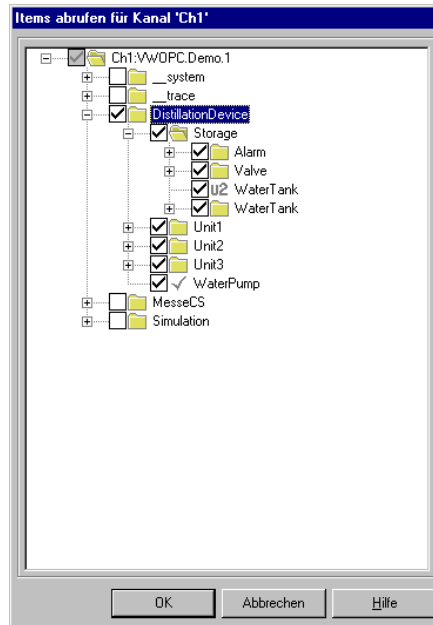 Items abrufen für Kanal 'Ch1'
Ch1:VWOPC.Demo.1
__system
__trace
DistillationDevice
Storage
Alarm
Valve
U2 WaterTank
WaterTank
Unit1
Unit2
Unit3
WaterPump
MesseCS
Simulation
OK Abbrechen Hilfe